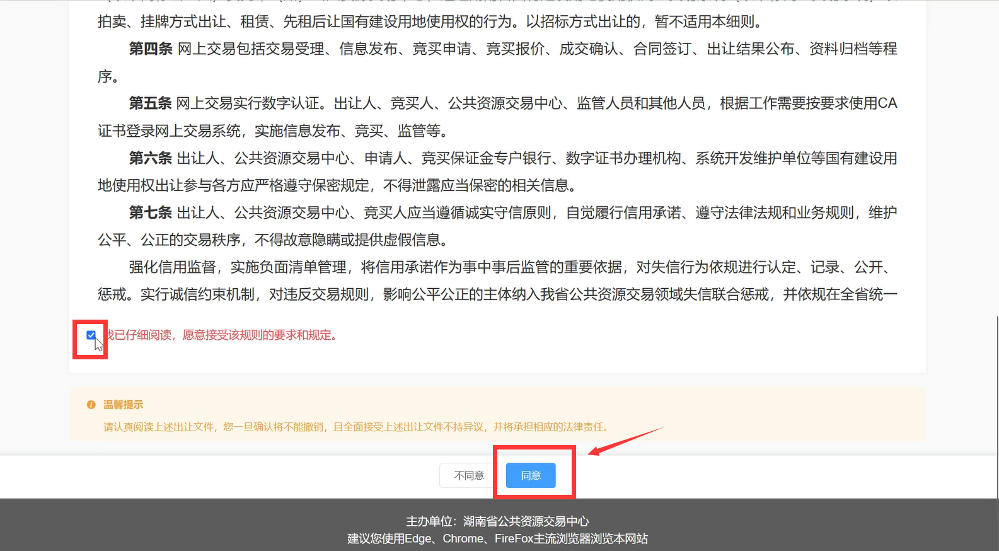 拍卖、挂牌方式出让、租赁、先租后让国有建设用地使用权的行为。以招标方式出让的，暂不适用本细则。
第四条 网上交易包括交易受理、信息发布、竞买申请、竞买报价、成交确认、合同签订、出让结果公布、资料归档等程
序。
第五条 网上交易实行数字认证。出让人、竞买人、公共资源交易中心、监管人员和其他人员，根据工作需要按要求使用CA
证书登录网上交易系统，实施信息发布、竞买、监管等。
第六条 出让人、公共资源交易中心、申请人、竞买保证金专户银行、数字证书办理机构、系统开发维护单位等国有建设用
地使用权出让参与各方应严格遵守保密规定，不得泄露应当保密的相关信息。
第七条 出让人、公共资源交易中心、竞买人应当遵循诚实守信原则，自觉履行信用承诺、遵守法律法规和业务规则，维护
公平、公正的交易秩序，不得故意隐瞒或提供虚假信息。
强化信用监督，实施负面清单管理，将信用承诺作为事中事后监管的重要依据，对失信行为依规进行认定、记录、公开、
惩戒。实行诚信约束机制，对违反交易规则，影响公平公正的主体纳入我省公共资源交易领域失信联合惩戒，并依规在全省统一
我已仔细阅读，愿意接受该规则的要求和规定。
温馨提示
请认真阅读上述出让文件，您一旦确认将不能撤销，且全面接受上述出让文件不持异议，并将承担相应的法律责任。
不同意 同意
主办单位：湖南省公共资源交易中心
建议您使用Edge、Chrome、FireFox主流浏览器浏览本网站